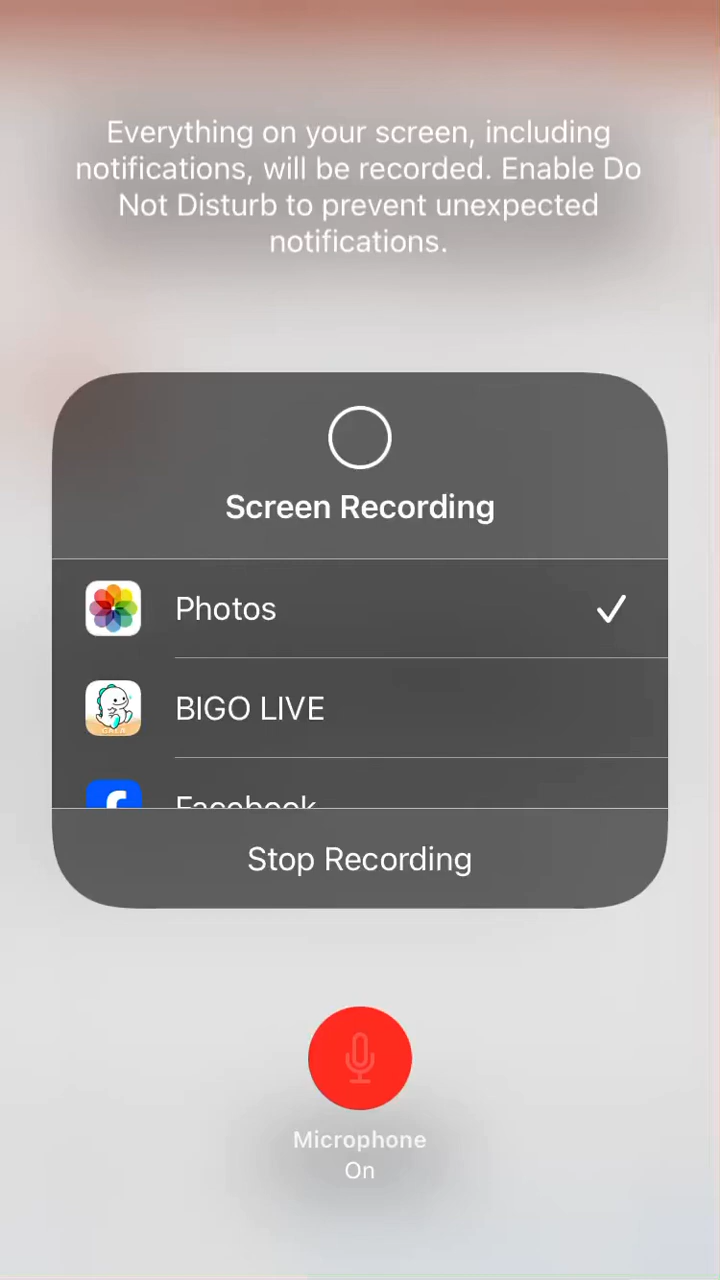 Everything on your screen, including
notifications, will be recorded. Enable Do
Not Disturb to prevent unexpected
notifications.
Screen Recording
Photos
BIGO LIVE
Facebook
Stop Recording
Microphone
On